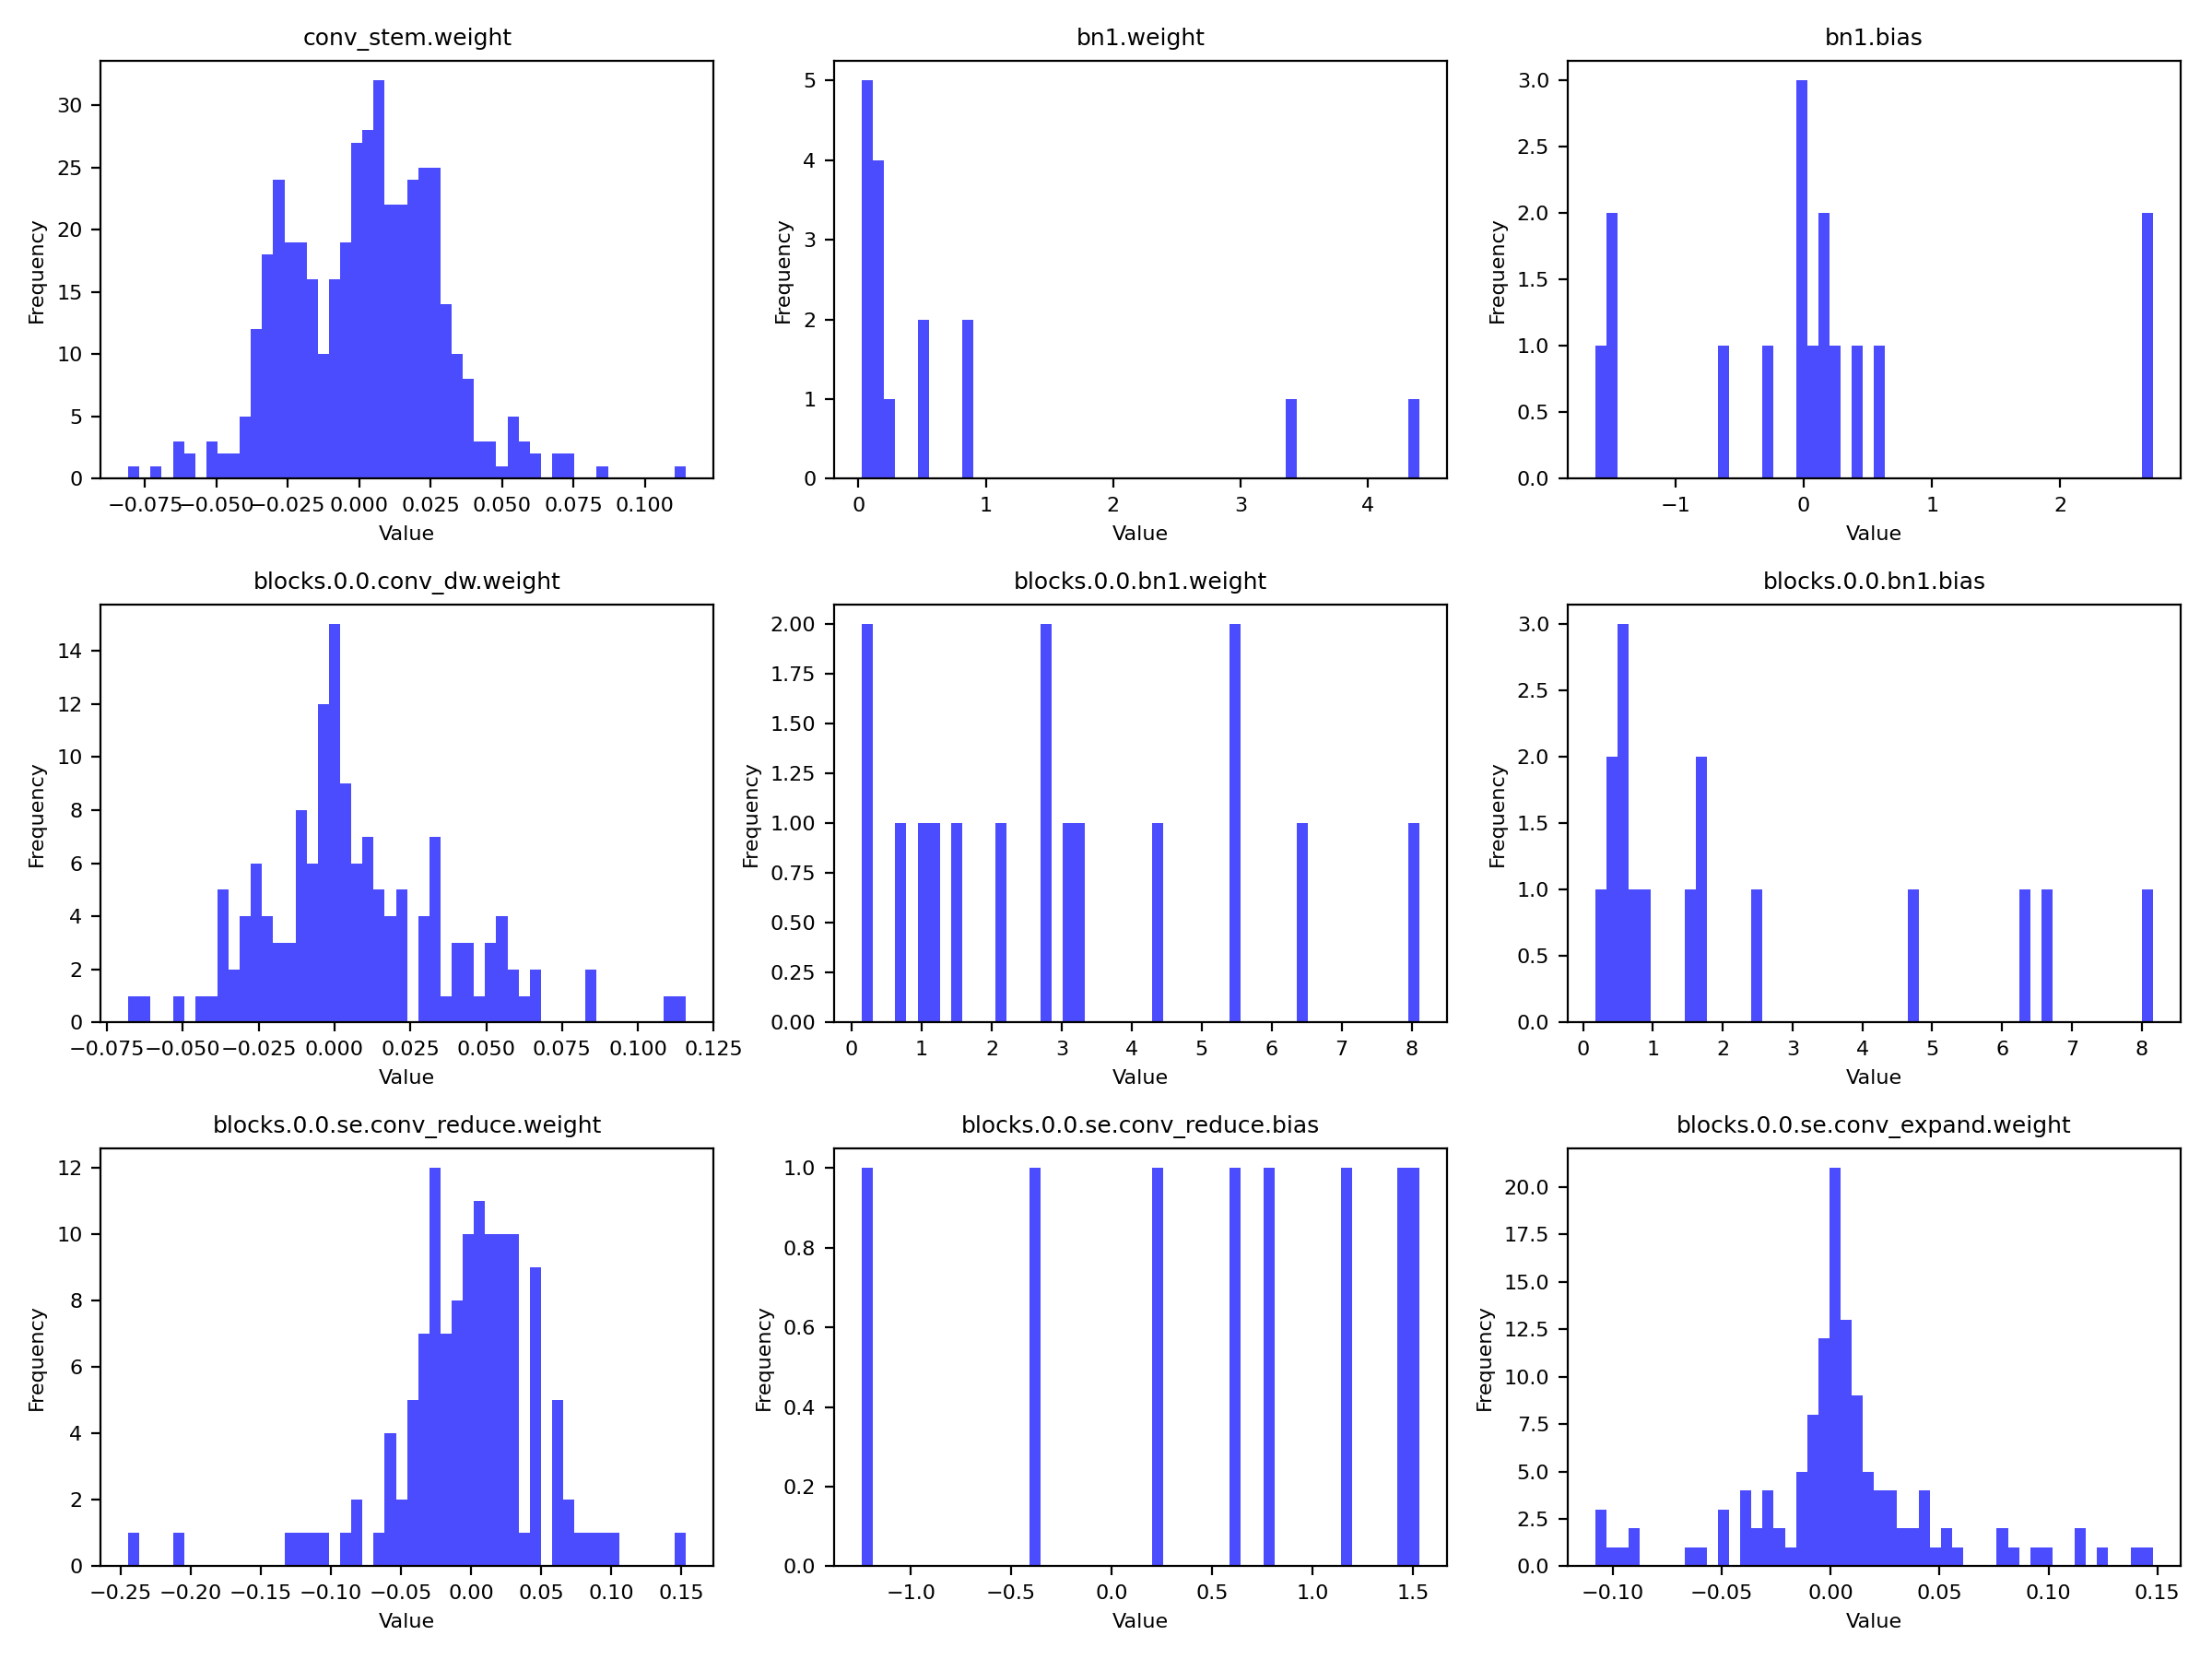 conv_stem.weight
Frequency
30
25
20
15
10
5
0
−0.075 −0.050 −0.025 0.000 0.025 0.050 0.075 0.100
Value
bn1.weight
Frequency
5
4
3
2
1
0
0 1 2 3 4
Value
bn1.bias
Frequency
3.0
2.5
2.0
1.5
1.0
0.5
0.0
−1 0 1 2
Value
blocks.0.0.conv_dw.weight
Frequency
14
12
10
8
6
4
2
0
−0.075 −0.050 −0.025 0.000 0.025 0.050 0.075 0.100 0.125
Value
blocks.0.0.bn1.weight
Frequency
2.00
1.75
1.50
1.25
1.00
0.75
0.50
0.25
0.00
0 1 2 3 4 5 6 7 8
Value
blocks.0.0.bn1.bias
Frequency
3.0
2.5
2.0
1.5
1.0
0.5
0.0
0 1 2 3 4 5 6 7 8
Value
blocks.0.0.se.conv_reduce.weight
Frequency
12
10
8
6
4
2
0
−0.25 −0.20 −0.15 −0.10 −0.05 0.00 0.05 0.10 0.15
Value
blocks.0.0.se.conv_reduce.bias
Frequency
1.0
0.8
0.6
0.4
0.2
0.0
−1.0 −0.5 0.0 0.5 1.0 1.5
Value
blocks.0.0.se.conv_expand.weight
Frequency
20.0
17.5
15.0
12.5
10.0
7.5
5.0
2.5
0.0
−0.10 −0.05 0.00 0.05 0.10 0.15
Value